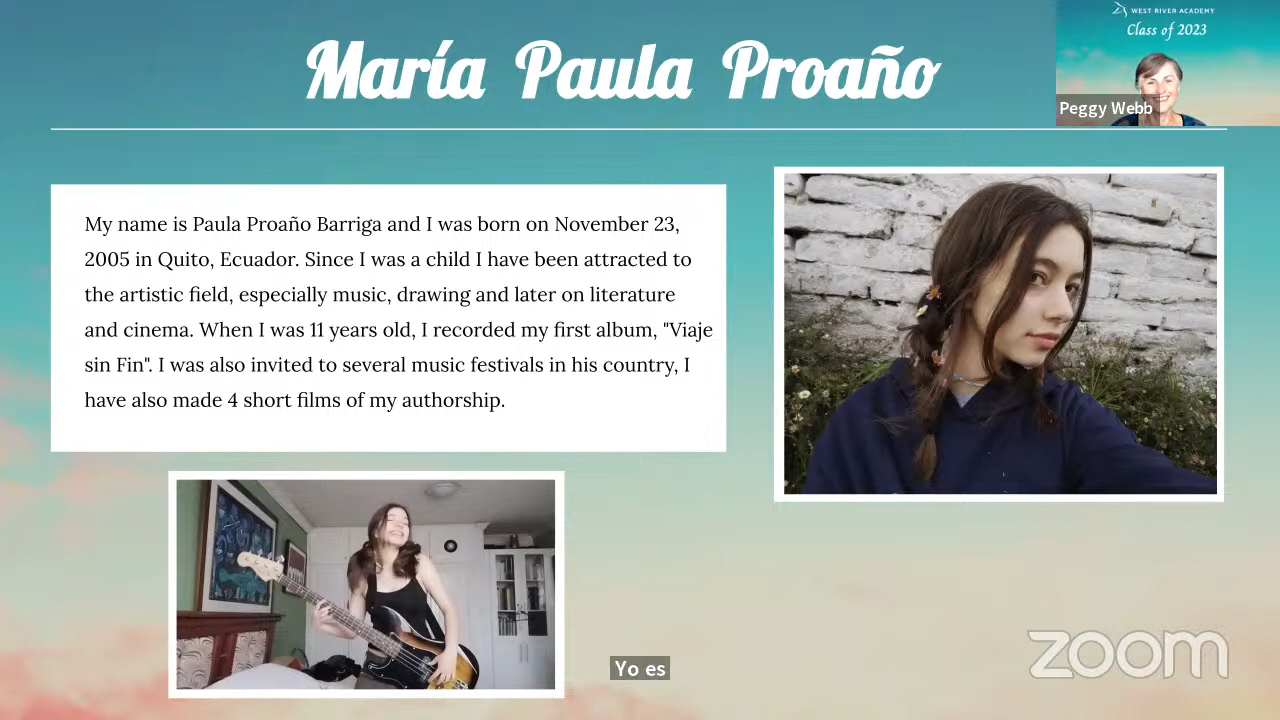 María Paula Proaño
WEST RIVER ACADEMY
Class of 2023
Peggy Webb
My name is Paula Proaño Barriga and I was born on November 23,
2005 in Quito, Ecuador. Since I was a child I have been attracted to
the artistic field, especially music, drawing and later on literature
and cinema. When I was 11 years old, I recorded my first album, "Viaje
sin Fin". I was also invited to several music festivals in his country, I
have also made 4 short films of my authorship.
Yo es
zoom